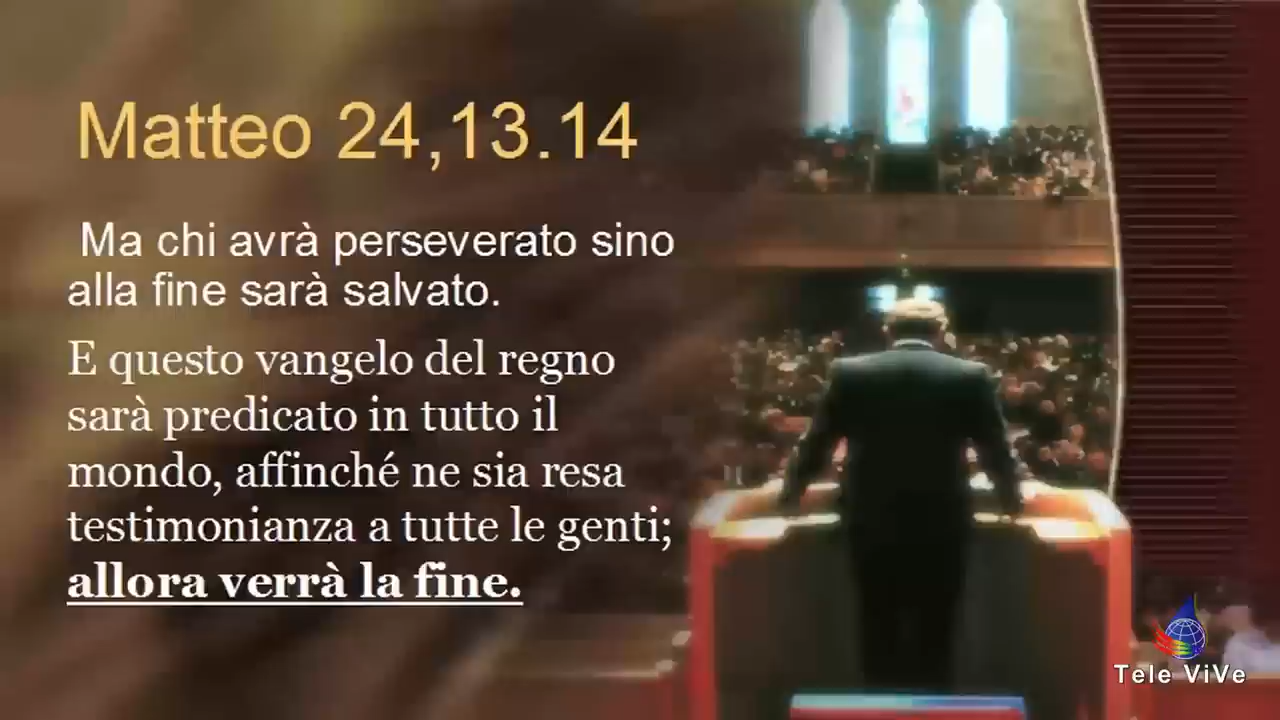 Matteo 24,13.14
Ma chi avrà perseverato sino
alla fine sarà salvato.
E questo vangelo del regno
sarà predicato in tutto il
mondo, affinché ne sia resa
testimonianza a tutte le genti;
allora verrà la fine.
Tele ViVe